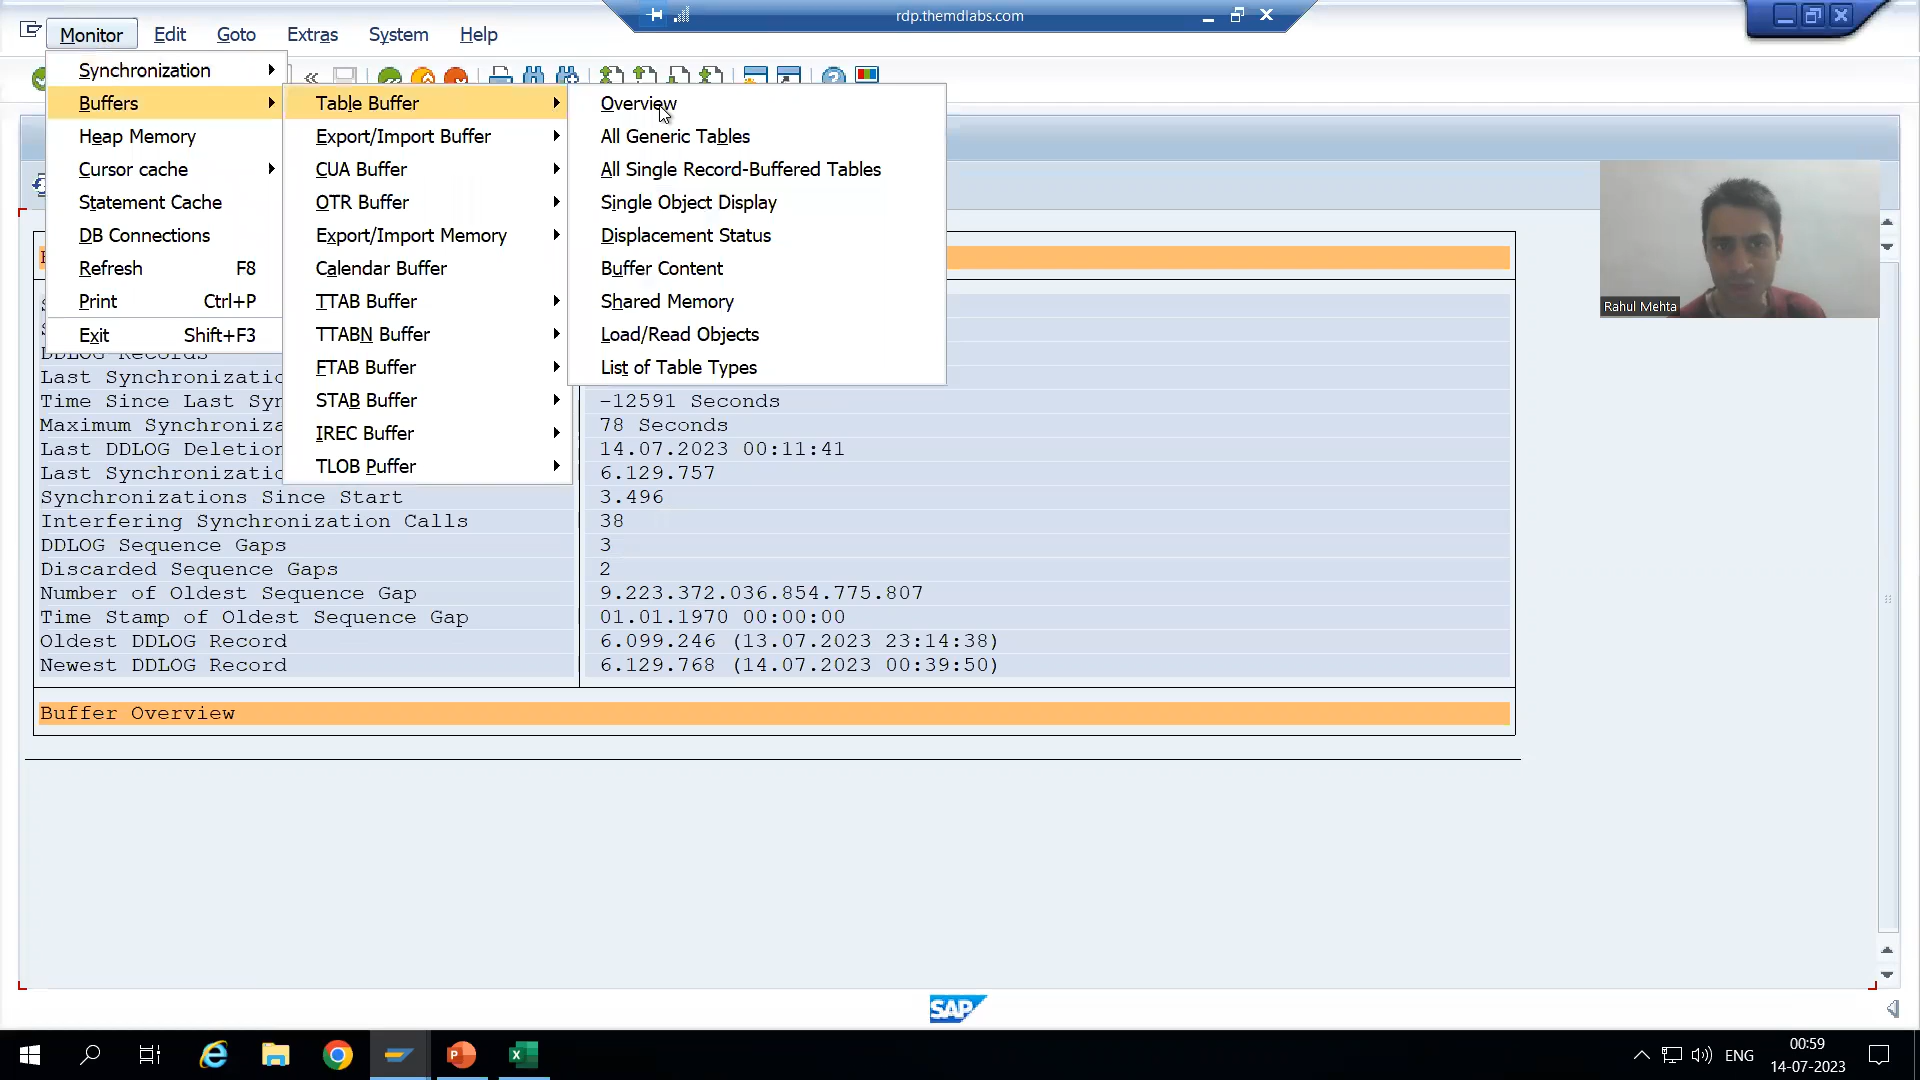 rdp.themdlabs.com
Monitor Edit Goto Extras System Help
Synchronization
Buffers
Heap Memory
Cursor cache
Statement Cache
DB Connections
Refresh F8
Print Ctrl+P
Exit Shift+F3
Table Buffer
Export/Import Buffer
CUA Buffer
OTR Buffer
Export/Import Memory
Calendar Buffer
TTAB Buffer
TTABN Buffer
FTAB Buffer
STAB Buffer
IREC Buffer
TLOB Puffer
Overview
All Generic Tables
All Single Record-Buffered Tables
Single Object Display
Displacement Status
Buffer Content
Shared Memory
Load/Read Objects
List of Table Types
Rahul Mehta
DDLOG Records
Last Synchronizatio
Time Since Last Syn -12591 Seconds
Maximum Synchroniza 78 Seconds
Last DDLOG Deletion 14.07.2023 00:11:41
Last Synchronizatio 6.129.757
Synchronizations Since Start 3.496
Interfering Synchronization Calls 38
DDLOG Sequence Gaps 3
Discarded Sequence Gaps 2
Number of Oldest Sequence Gap 9.223.372.036.854.775.807
Time Stamp of Oldest Sequence Gap 01.01.1970 00:00:00
Oldest DDLOG Record 6.099.246 (13.07.2023 23:14:38)
Newest DDLOG Record 6.129.768 (14.07.2023 00:39:50)
Buffer Overview
SAP
ENG
00:59
14-07-2023